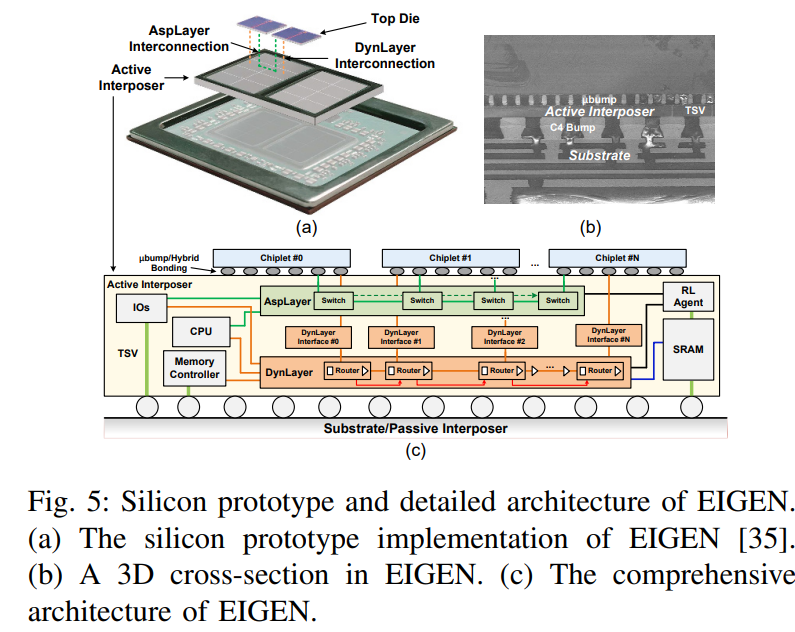 Top Die
AspLayer
Interconnection
DynLayer
Interconnection
Active
Interposer
μbump
Active Interposer
TSV
C4 Bump
Substrate
(a)
(b)
μbump/Hybrid
Bonding
Chiplet #0
Chiplet #1
...
Chiplet #N
Active Interposer
IOs
AspLayer
Switch
Switch
...
Switch
Switch
RL
Agent
CPU
DynLayer
Interface #0
DynLayer
Interface #1
...
DynLayer
Interface #2
DynLayer
Interface #N
TSV
Memory
Controller
SRAM
DynLayer
Router
Router
Router
...
Router
Substrate/Passive Interposer
(c)
Fig. 5: Silicon prototype and detailed architecture of EIGEN.
(a) The silicon prototype implementation of EIGEN [35].
(b) A 3D cross-section in EIGEN. (c) The comprehensive
architecture of EIGEN.